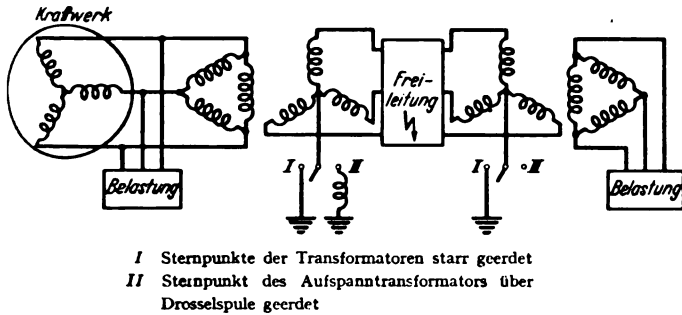 Kraftwerk
Frei-
leitung
I
II
I
II
Belastung
Belastung
I Sternpunkte der Transformatoren starr geerdet
II Sternpunkt des Aufspanntransformators über
Drosselspule geerdet